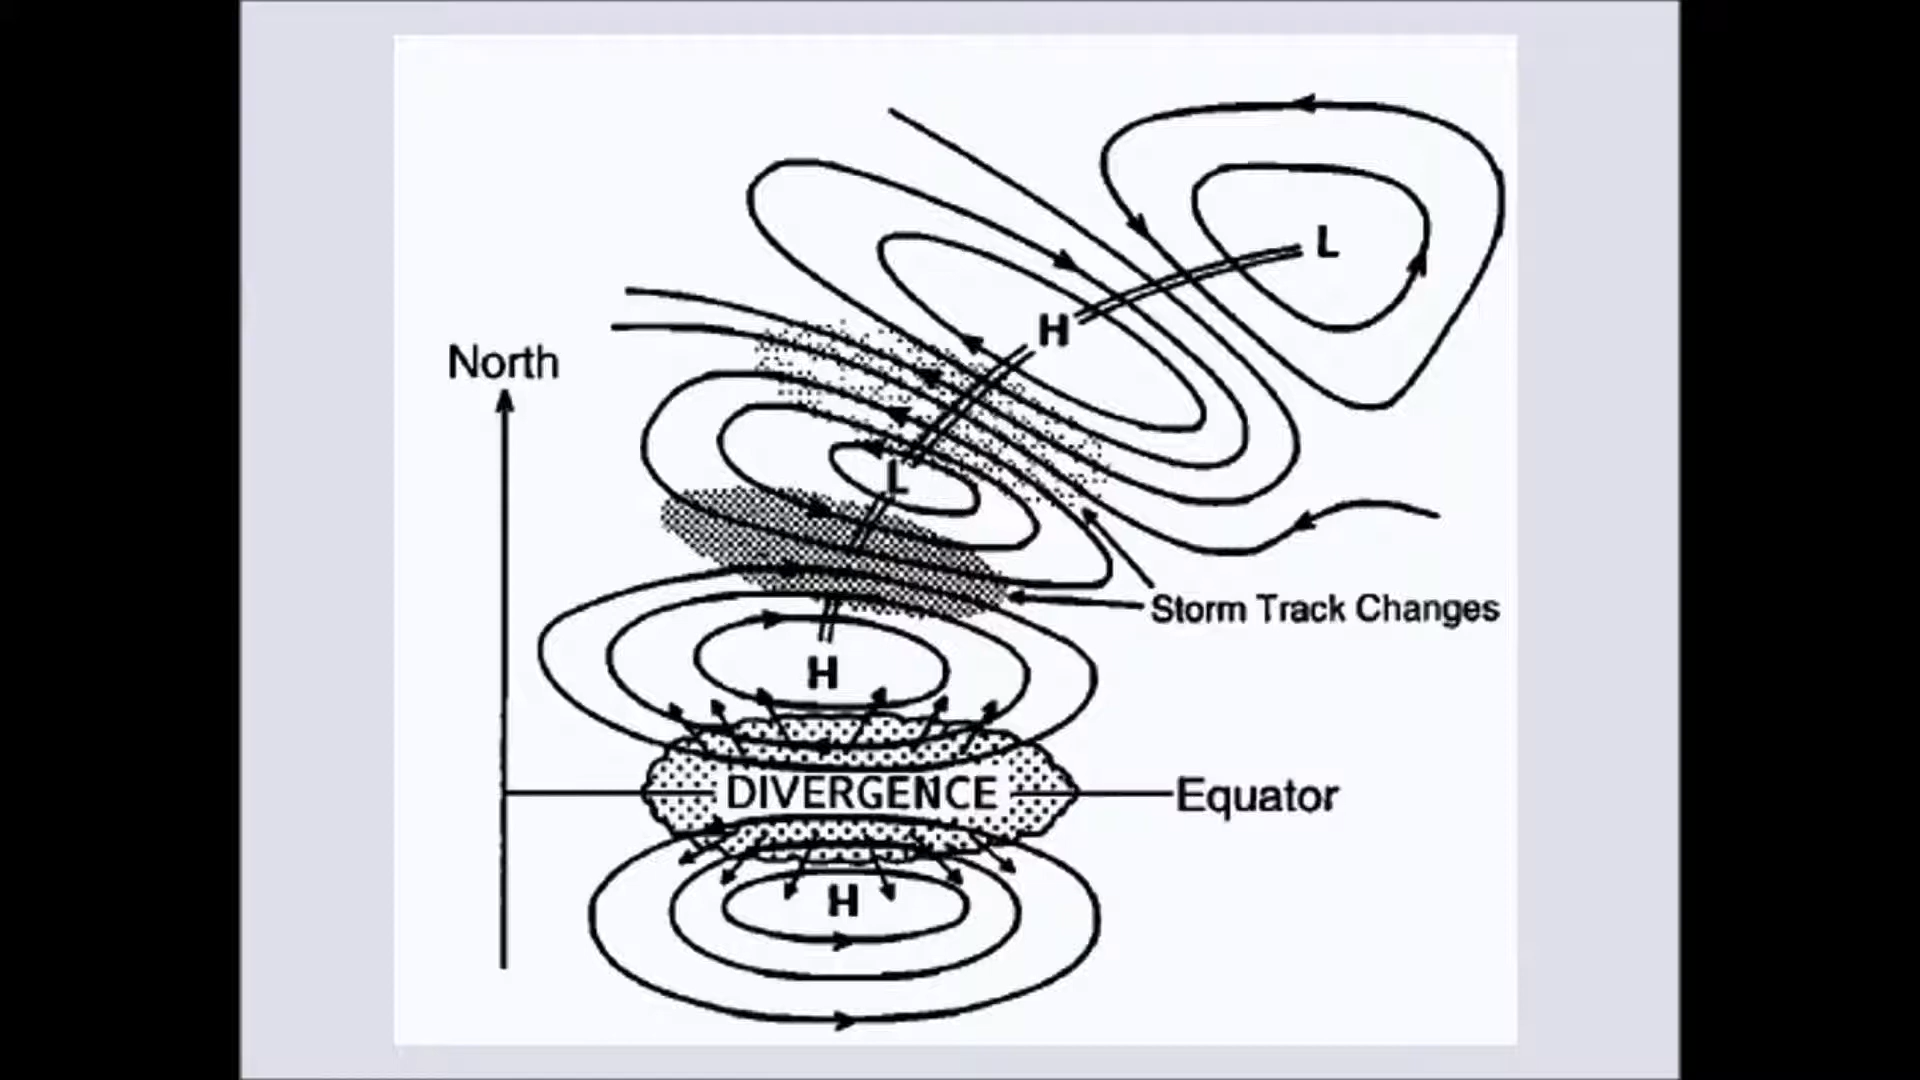 L
H
North
L
Storm Track Changes
H
DIVERGENCE
Equator
H